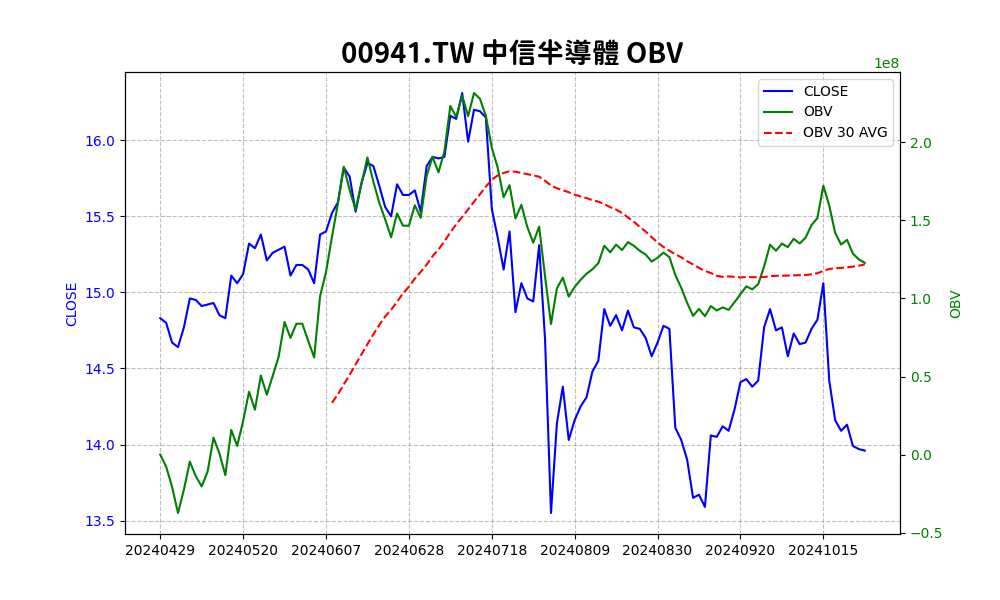 00941.TW 中信半導體 OBV
1e8
CLOSE
OBV
OBV 30 AVG
16.0
15.5
15.0
14.5
14.0
13.5
CLOSE
2.0
1.5
1.0
0.5
0.0
−0.5
OBV
20240429 20240520 20240607 20240628 20240718 20240809 20240830 20240920 20241015